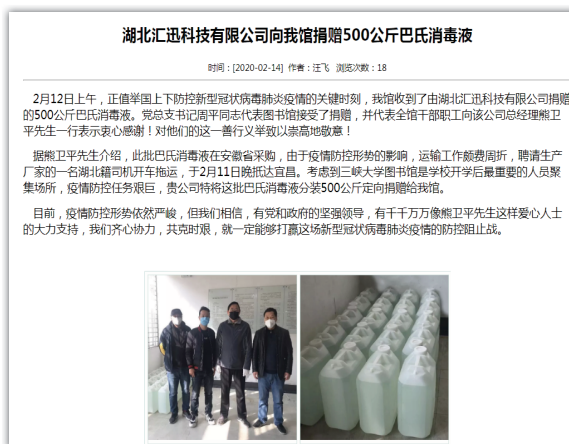 湖北汇迅科技有限公司向我馆捐赠500公斤巴氏消毒液
时间：[2020-02-14] 作者：汪飞 浏览次数：18
2月12日上午，正值举国上下防控新型冠状病毒肺炎疫情的关键时刻，我馆收到了由湖北汇迅科技有限公司捐赠
的500公斤巴氏消毒液。党总支书记周平同志代表图书馆接受了捐赠，并代表全馆干部职工向该公司总经理熊卫
平先生一行表示衷心感谢！对他们的这一善行义举致以崇高地敬意！
据熊卫平先生介绍，此批巴氏消毒液在安徽省采购，由于疫情防控形势的影响，运输工作颇费周折，聘请生产
厂家的一名湖北籍司机开车拖运，于2月11日晚抵达宜昌。考虑到三峡大学图书馆是学校开学后最重要的人员聚
集场所，疫情防控任务艰巨，贵公司特将这批巴氏消毒液分装500公斤定向捐赠给我馆。
目前，疫情防控形势依然严峻，但我们相信，有党和政府的坚强领导，有千千万万像熊卫平先生这样爱心人士
的大力支持，我们齐心协力，共克时艰，就一定能够打赢这场新型冠状病毒肺炎疫情的防控阻止战。